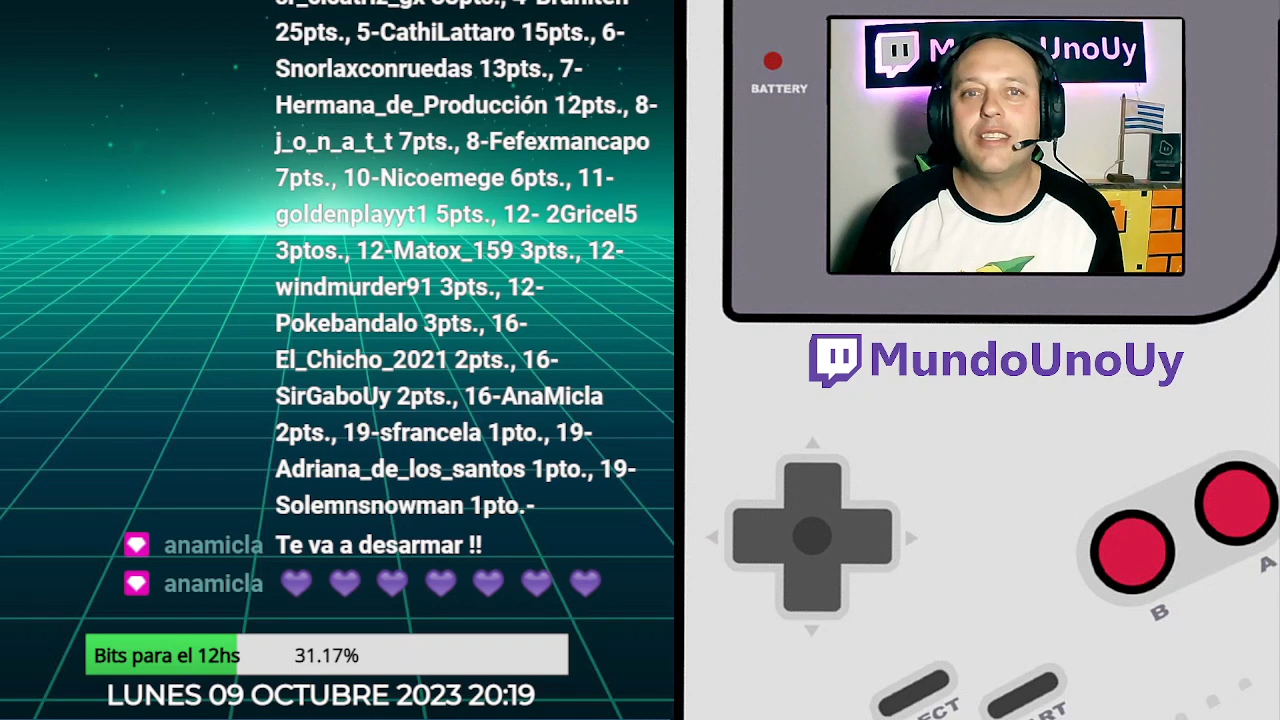 25pts., 5-CathiLattaro 15pts., 6-
Snorlaxconruedas 13pts., 7-
Hermana_de_Producción 12pts., 8-
j_o_n_a_t_t 7pts., 8-Fefexmancapo
7pts., 10-Nicoemege 6pts., 11-
goldenplayyt1 5pts., 12- 2Gricel5
3ptos., 12-Matox_159 3pts., 12-
windmurder91 3pts., 12-
Pokebandalo 3pts., 16-
El_Chicho_2021 2pts., 16-
SirGaboUy 2pts., 16-AnaMicla
2pts., 19-sfrancela 1pto., 19-
Adriana_de_los_santos 1pto., 19-
Solemnsnowman 1pto.-
anamicla Te va a desarmar !!
anamicla 💜 💜 💜 💜 💜 💜 💜
Bits para el 12hs 31.17%
LUNES 09 OCTUBRE 2023 20:19
BATTERY
UnoUy
MundoUnoUy
A
B